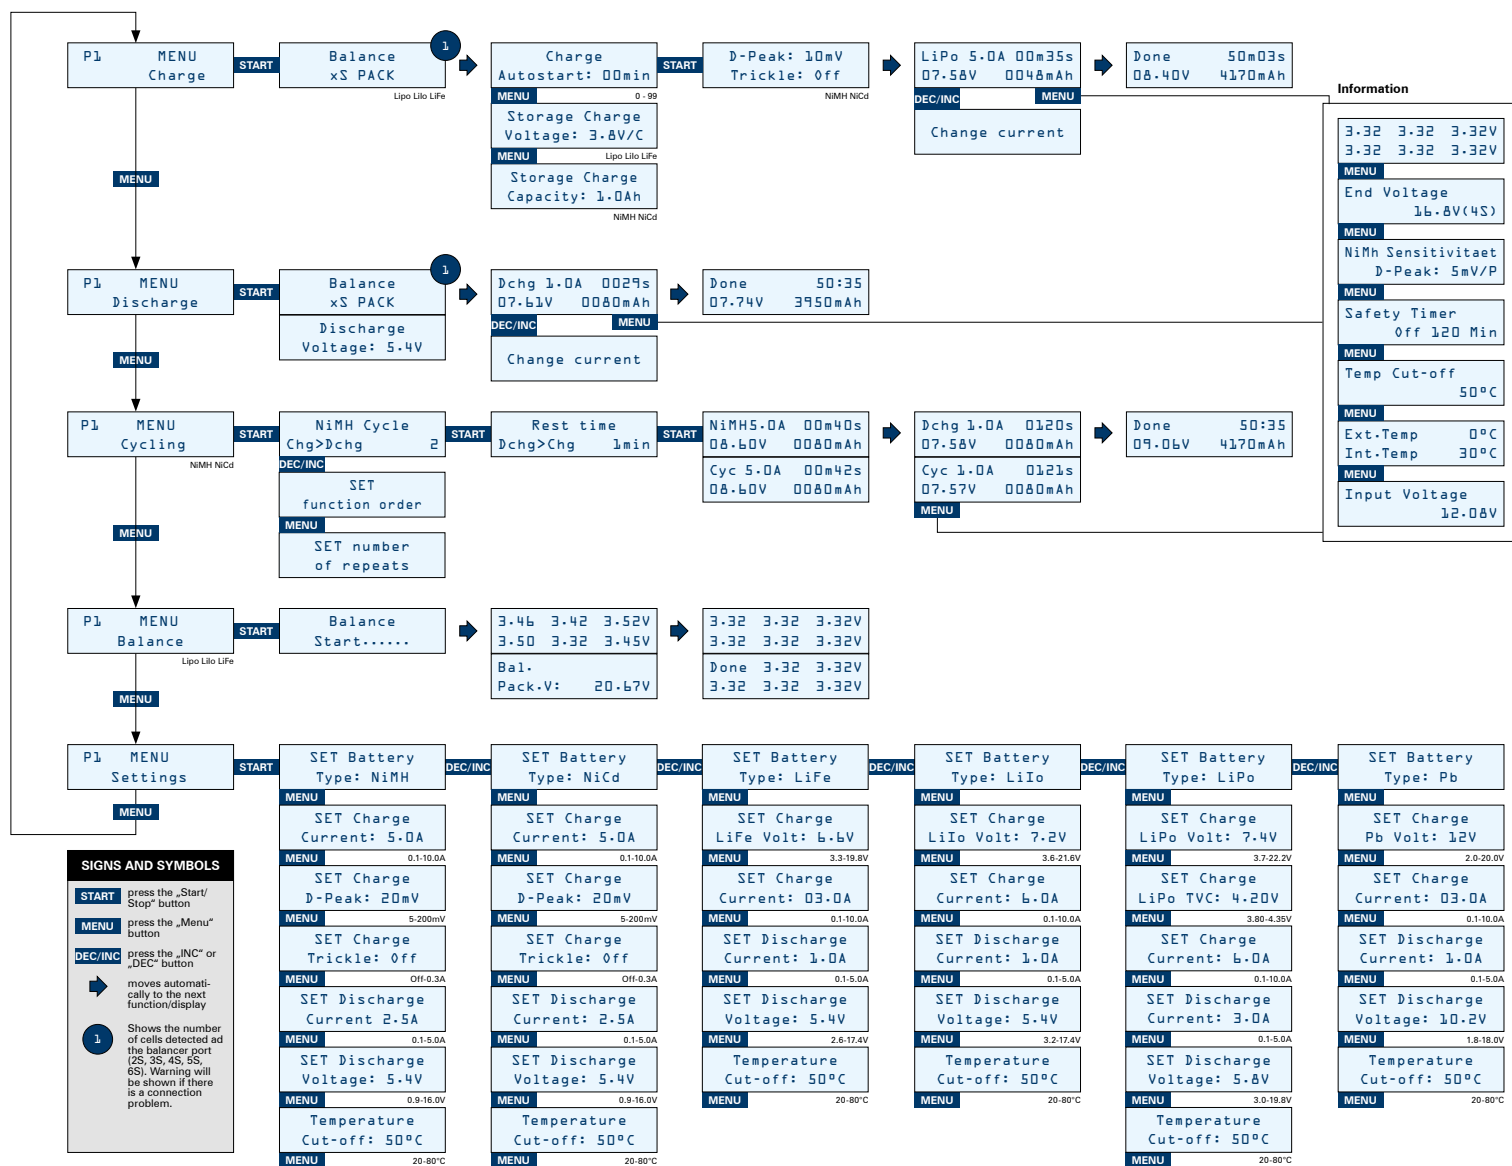 P1 MENU
Charge
START
Balance
xS PACK
1
Lipo LiIo LiFe
Charge
Autostart: 00min
MENU
0 - 99
Storage Charge
Voltage: 3.8V/C
MENU
Lipo LiIo LiFe
Storage Charge
Capacity: 1.0Ah
NiMH NiCd
START
D-Peak: 10mV
Trickle: Off
NiMH NiCd
LiPo 5.0A 00m35s
07.58V 0048mAh
DEC/INC
MENU
Change current
Done 50m03s
08.40V 4170mAh
Information
3.32 3.32 3.32V
3.32 3.32 3.32V
MENU
End Voltage
16.8V(4S)
MENU
NiMh Sensitivitaet
D-Peak: 5mV/P
MENU
Safety Timer
Off 120 Min
MENU
Temp Cut-off
50°C
MENU
Ext.Temp 0°C
Int.Temp 30°C
MENU
Input Voltage
12.08V
MENU
P1 MENU
Discharge
START
Balance
xS PACK
1
Discharge
Voltage: 5.4V
Dchg 1.0A 0029s
07.61V 0080mAh
DEC/INC
MENU
Change current
Done 50:35
07.74V 3950mAh
MENU
P1 MENU
Cycling
NiMH NiCd
START
NiMH Cycle
Chg>Dchg 2
DEC/INC
SET
function order
MENU
SET number
of repeats
START
Rest time
Dchg>Chg 1min
START
NiMH5.0A 00m40s
08.60V 0080mAh
Cyc 5.0A 00m42s
08.60V 0080mAh
Dchg 1.0A 0120s
07.58V 0080mAh
Cyc 1.0A 0121s
07.57V 0080mAh
MENU
Done 50:35
09.06V 4170mAh
MENU
P1 MENU
Balance
Lipo LiIo LiFe
START
Balance
Start......
3.46 3.42 3.52V
3.50 3.32 3.45V
Bal.
Pack.V: 20.67V
3.32 3.32 3.32V
3.32 3.32 3.32V
Done 3.32 3.32V
3.32 3.32 3.32V
MENU
P1 MENU
Settings
MENU
START
SET Battery
Type: NiMH
MENU
SET Charge
Current: 5.0A
MENU
0.1-10.0A
SET Charge
D-Peak: 20mV
MENU
5-200mV
SET Charge
Trickle: Off
MENU
Off-0.3A
SET Discharge
Current 2.5A
MENU
0.1-5.0A
SET Discharge
Voltage: 5.4V
MENU
0.9-16.0V
Temperature
Cut-off: 50°C
MENU
20-80°C
DEC/INC
SET Battery
Type: NiCd
MENU
SET Charge
Current: 5.0A
MENU
0.1-10.0A
SET Charge
D-Peak: 20mV
MENU
5-200mV
SET Charge
Trickle: Off
MENU
Off-0.3A
SET Discharge
Current: 2.5A
MENU
0.1-5.0A
SET Discharge
Voltage: 5.4V
MENU
0.9-16.0V
Temperature
Cut-off: 50°C
MENU
20-80°C
DEC/INC
SET Battery
Type: LiFe
MENU
SET Charge
LiFe Volt: 6.6V
MENU
3.3-19.8V
SET Charge
Current: 03.0A
MENU
0.1-10.0A
SET Discharge
Current: 1.0A
MENU
0.1-5.0A
SET Discharge
Voltage: 5.4V
MENU
2.6-17.4V
Temperature
Cut-off: 50°C
MENU
20-80°C
DEC/INC
SET Battery
Type: LiIo
MENU
SET Charge
LiIo Volt: 7.2V
MENU
3.6-21.6V
SET Charge
Current: 6.0A
MENU
0.1-10.0A
SET Discharge
Current: 1.0A
MENU
0.1-5.0A
SET Discharge
Voltage: 5.4V
MENU
3.2-17.4V
Temperature
Cut-off: 50°C
MENU
20-80°C
DEC/INC
SET Battery
Type: LiPo
MENU
SET Charge
LiPo Volt: 7.4V
MENU
3.7-22.2V
SET Charge
LiPo TVC: 4.20V
MENU
3.80-4.35V
SET Charge
Current: 6.0A
MENU
0.1-10.0A
SET Discharge
Current: 3.0A
MENU
0.1-5.0A
SET Discharge
Voltage: 5.8V
MENU
3.0-19.8V
Temperature
Cut-off: 50°C
MENU
20-80°C
DEC/INC
SET Battery
Type: Pb
MENU
SET Charge
Pb Volt: 12V
MENU
2.0-20.0V
SET Charge
Current: 03.0A
MENU
0.1-10.0A
SET Discharge
Current: 1.0A
MENU
0.1-5.0A
SET Discharge
Voltage: 10.2V
MENU
1.8-18.0V
Temperature
Cut-off: 50°C
MENU
20-80°C
SIGNS AND SYMBOLS
START
press the „Start/
Stop“ button
MENU
press the „Menu“
button
DEC/INC
press the „INC“ or
„DEC“ button
moves automati-
cally to the next
function/display
1
Shows the number
of cells detected ad
the balancer port
(2S, 3S, 4S, 5S,
6S). Warning will
be shown if there
is a connection
problem.